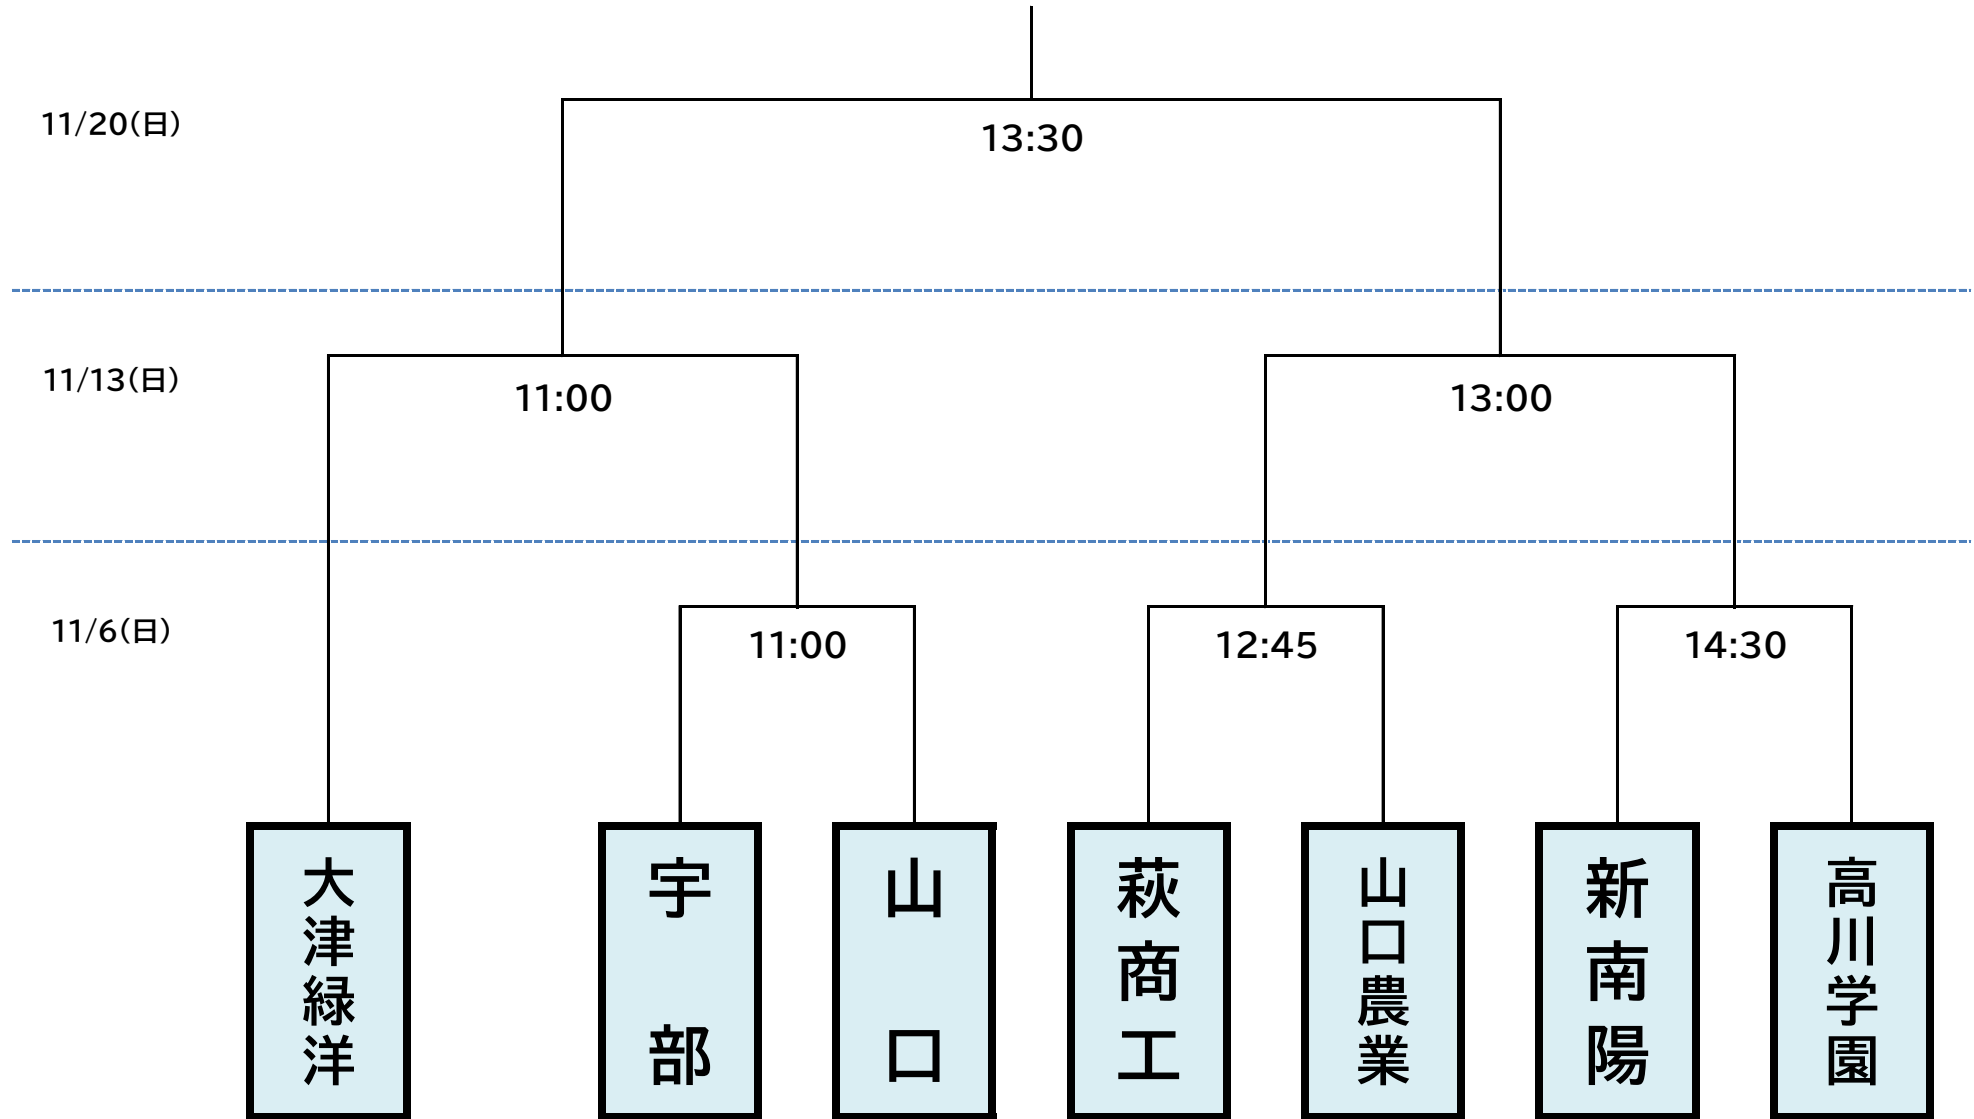 11/20(日)
13:30
11/13(日)
11:00
13:00
11/6(日)
11:00
12:45
14:30
大津緑洋
宇部
山口
萩商工
山口農業
新南陽
高川学園